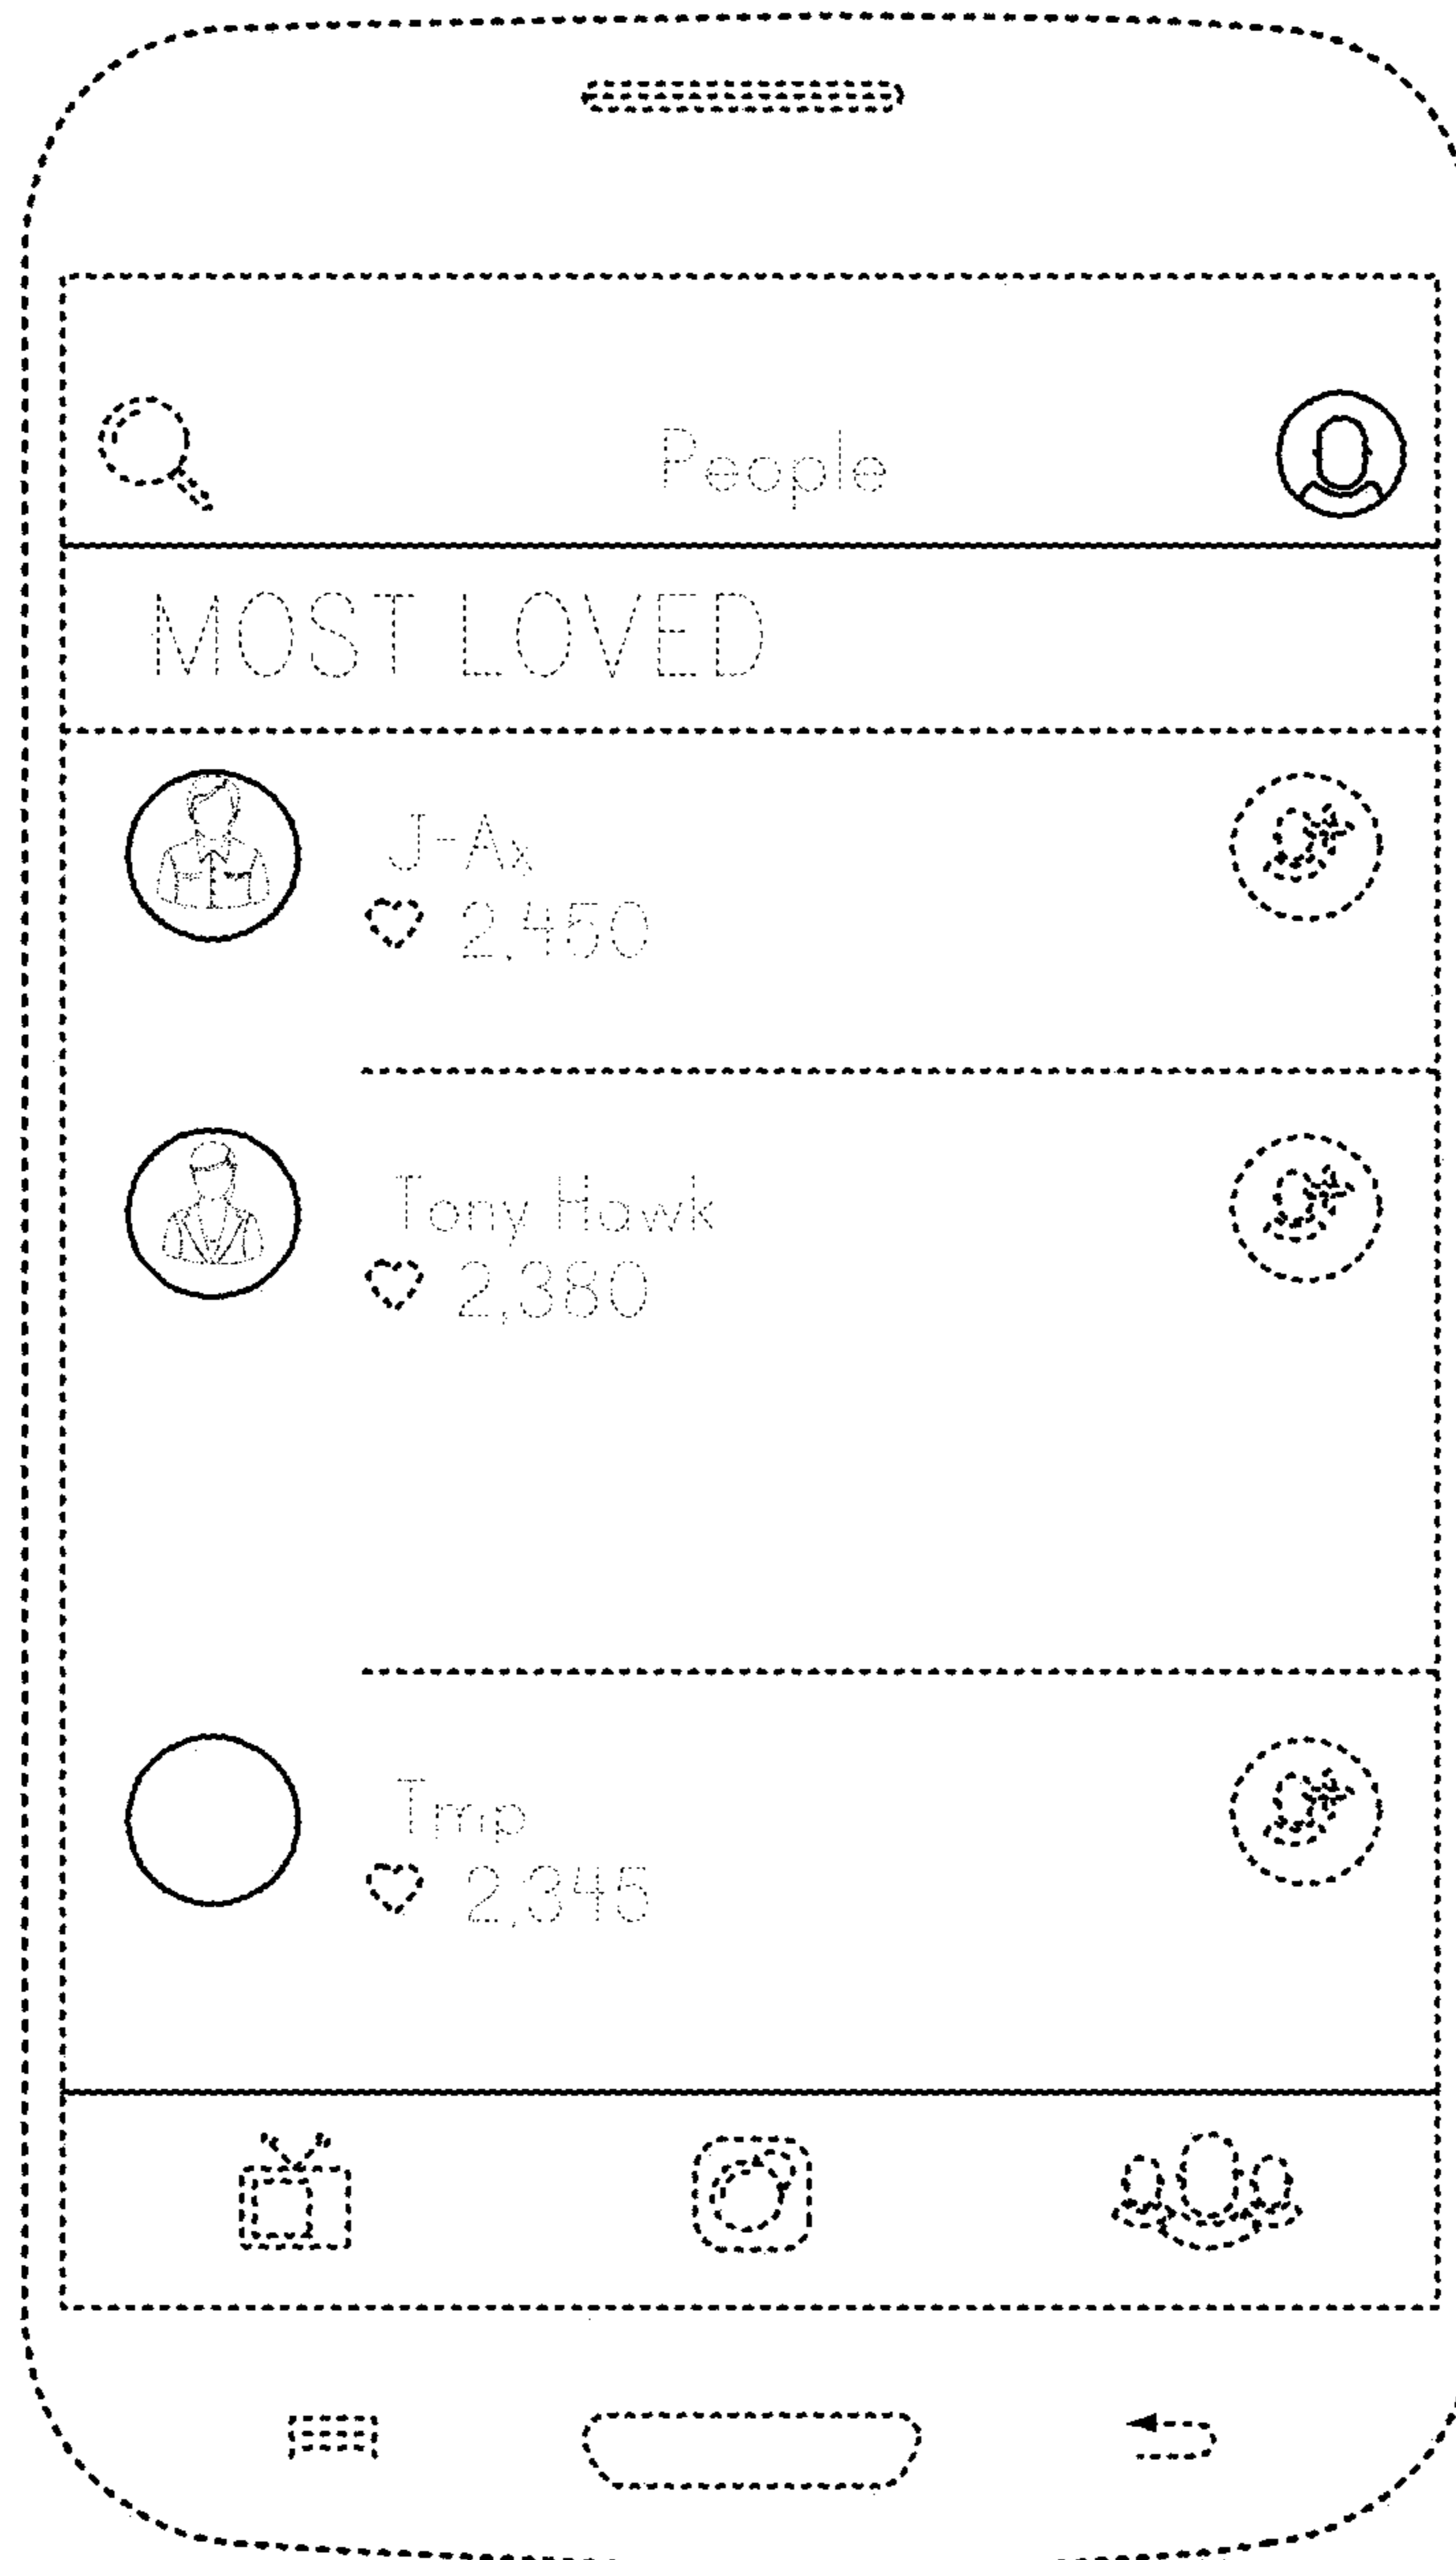 People
MOST LOVED
J-Ax
2,450
Tony Hawk
2,380
Tmp
2,345